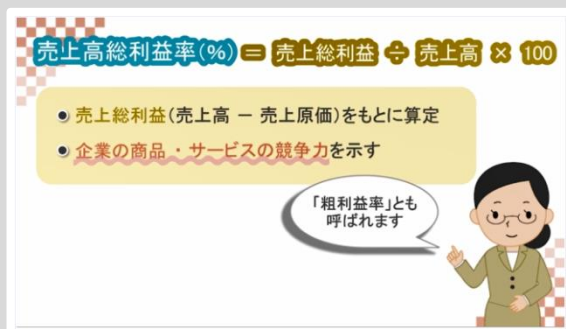 売上高総利益率(%) = 売上総利益 ÷ 売上高 × 100
● 売上総利益(売上高 － 売上原価)をもとに算定
● 企業の商品・サービスの競争力を示す
「粗利益率」とも
呼ばれます